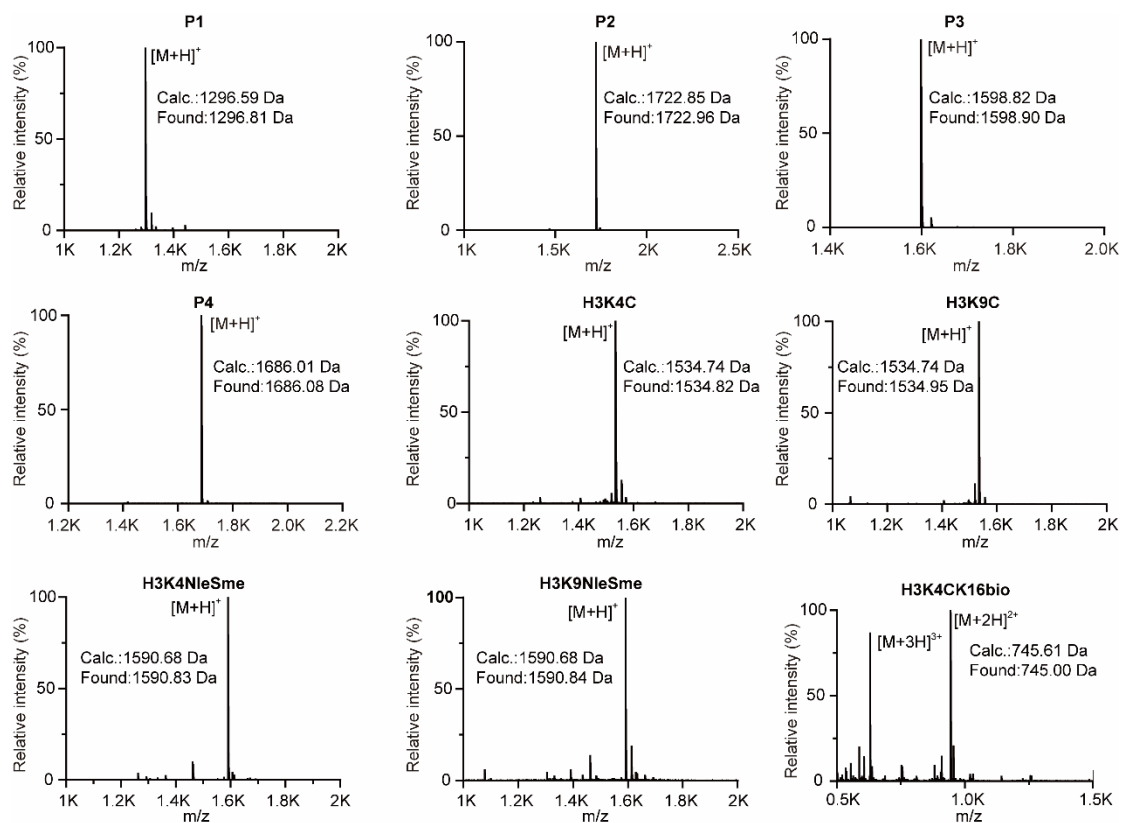 P1
Relative intensity (%)
100
50
0
[M+H]+
Calc.:1296.59 Da
Found:1296.81 Da
1K 1.2K 1.4K 1.6K 1.8K 2K
m/z
P2
Relative intensity (%)
100
50
0
[M+H]+
Calc.:1722.85 Da
Found:1722.96 Da
1K 1.5K 2K 2.5K
m/z
P3
Relative intensity (%)
100
50
0
[M+H]+
Calc.:1598.82 Da
Found:1598.90 Da
1.4K 1.6K 1.8K 2.0K
m/z
P4
Relative intensity (%)
100
50
0
[M+H]+
Calc.:1686.01 Da
Found:1686.08 Da
1.2K 1.4K 1.6K 1.8K 2.0K 2.2K
m/z
H3K4C
Relative intensity (%)
100
50
0
[M+H]+
Calc.:1534.74 Da
Found:1534.82 Da
1K 1.2K 1.4K 1.6K 1.8K 2K
m/z
H3K9C
Relative intensity (%)
100
50
0
[M+H]+
Calc.:1534.74 Da
Found:1534.95 Da
1K 1.2K 1.4K 1.6K 1.8K 2K
m/z
H3K4NleSme
Relative intensity (%)
100
50
0
[M+H]+
Calc.:1590.68 Da
Found:1590.83 Da
1K 1.2K 1.4K 1.6K 1.8K 2K
m/z
H3K9NleSme
Relative intensity (%)
100
50
0
[M+H]+
Calc.:1590.68 Da
Found:1590.84 Da
1K 1.2K 1.4K 1.6K 1.8K 2K
m/z
H3K4CK16bio
Relative intensity (%)
100
50
0
[M+3H]3+
[M+2H]2+
Calc.:745.61 Da
Found:745.00 Da
0.5K 1.0K 1.5K
m/z